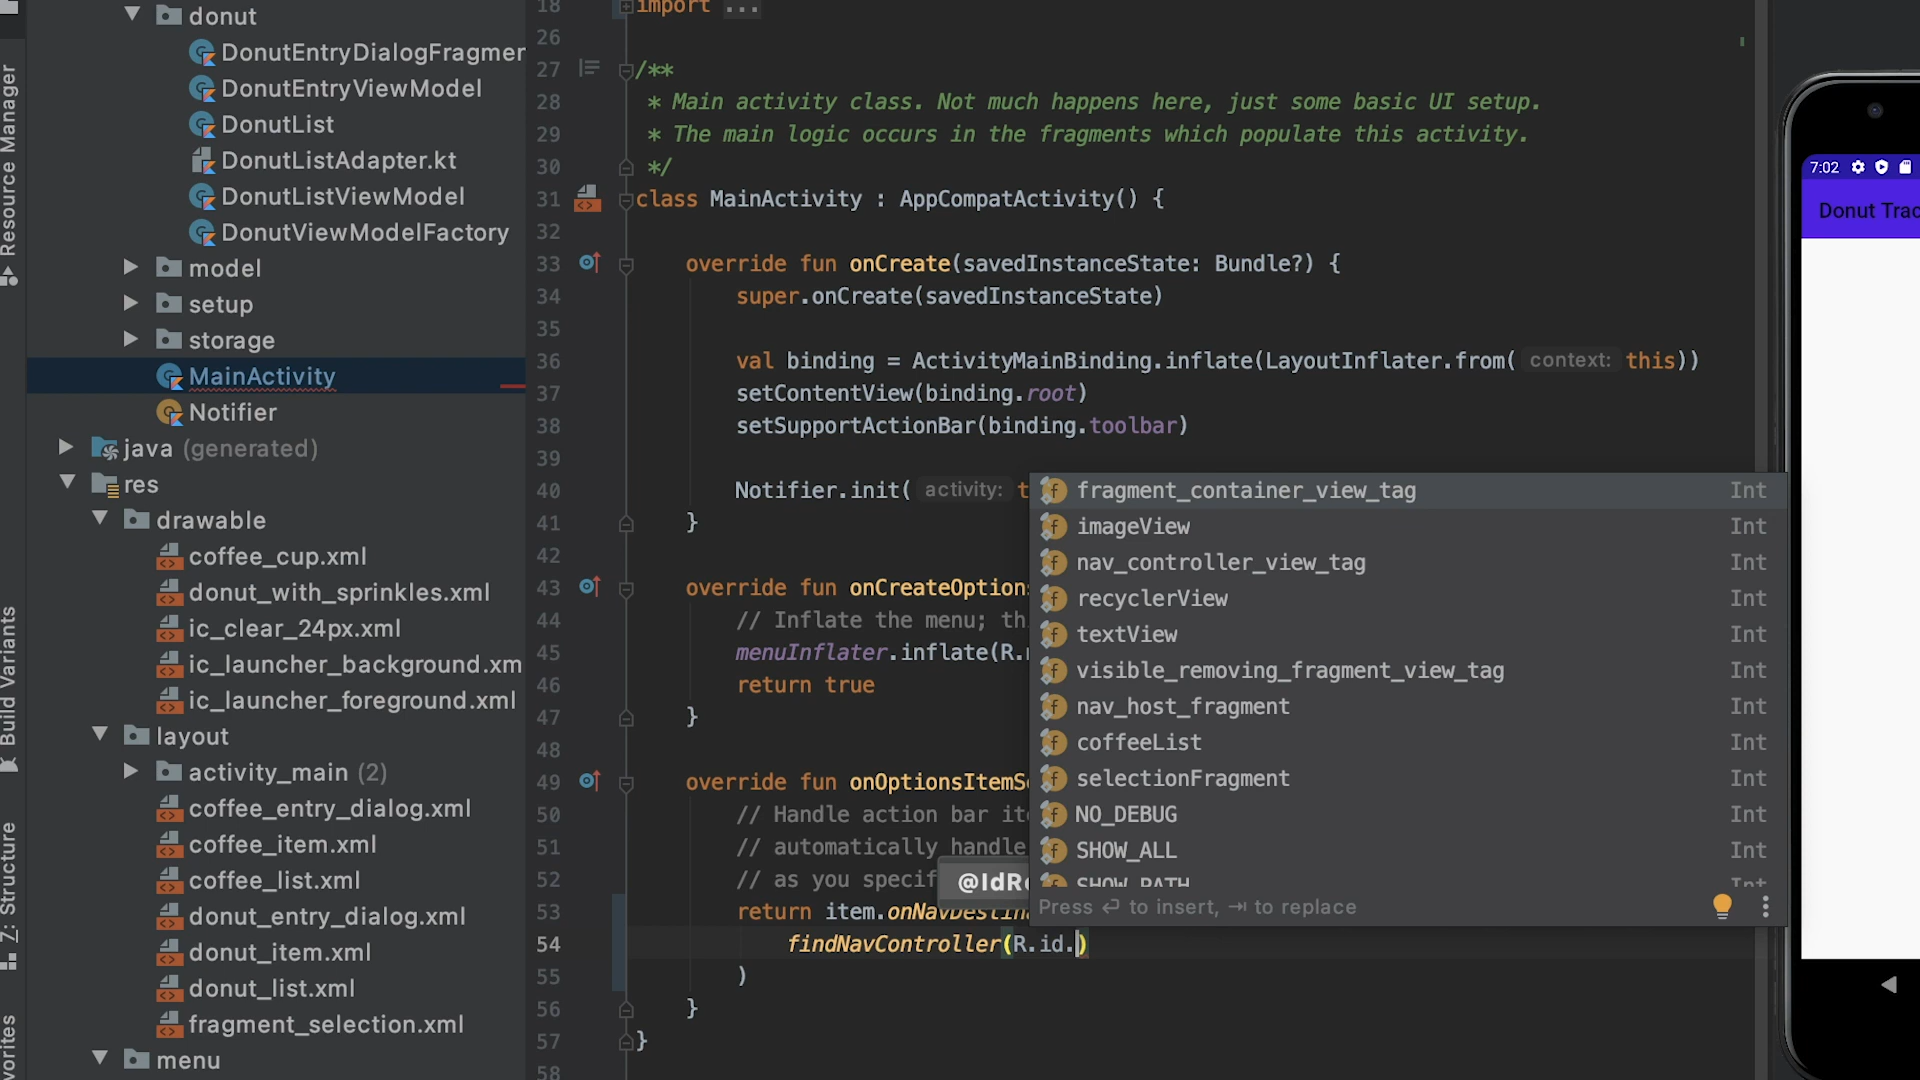 Resource Manager
Build Variants
7: Structure
donut
DonutEntryDialogFragmen
DonutEntryViewModel
DonutList
DonutListAdapter.kt
DonutListViewModel
DonutViewModelFactory
model
setup
storage
MainActivity
Notifier
java (generated)
res
drawable
coffee_cup.xml
donut_with_sprinkles.xml
ic_clear_24px.xml
ic_launcher_background.xm
ic_launcher_foreground.xml
layout
activity_main (2)
coffee_entry_dialog.xml
coffee_item.xml
coffee_list.xml
donut_entry_dialog.xml
donut_item.xml
donut_list.xml
fragment_selection.xml
menu
18 import ...
26
27 /**
28 * Main activity class. Not much happens here, just some basic UI setup.
29 * The main logic occurs in the fragments which populate this activity.
30 */
31 class MainActivity : AppCompatActivity() {
32
33 override fun onCreate(savedInstanceState: Bundle?) {
34 super.onCreate(savedInstanceState)
35
36 val binding = ActivityMainBinding.inflate(LayoutInflater.from( context: this))
37 setContentView(binding.root)
38 setSupportActionBar(binding.toolbar)
39
40 Notifier.init( activity: t
41 }
42
43 override fun onCreateOptions
44 // Inflate the menu; th
45 menuInflater.inflate(R.
46 return true
47 }
48
49 override fun onOptionsItemS
50 // Handle action bar it
51 // automatically handle
52 // as you specif
@IdR
53 return item.onNavDestina
54 findNavController(R.id.)
55 )
56 }
57 }
58
fragment_container_view_tag Int
imageView Int
nav_controller_view_tag Int
recyclerView Int
textView Int
visible_removing_fragment_view_tag Int
nav_host_fragment Int
coffeeList Int
selectionFragment Int
NO_DEBUG Int
SHOW_ALL Int
SHOW_PATH Int
Press ↩ to insert, ⇥ to replace
7:02
Donut Trac